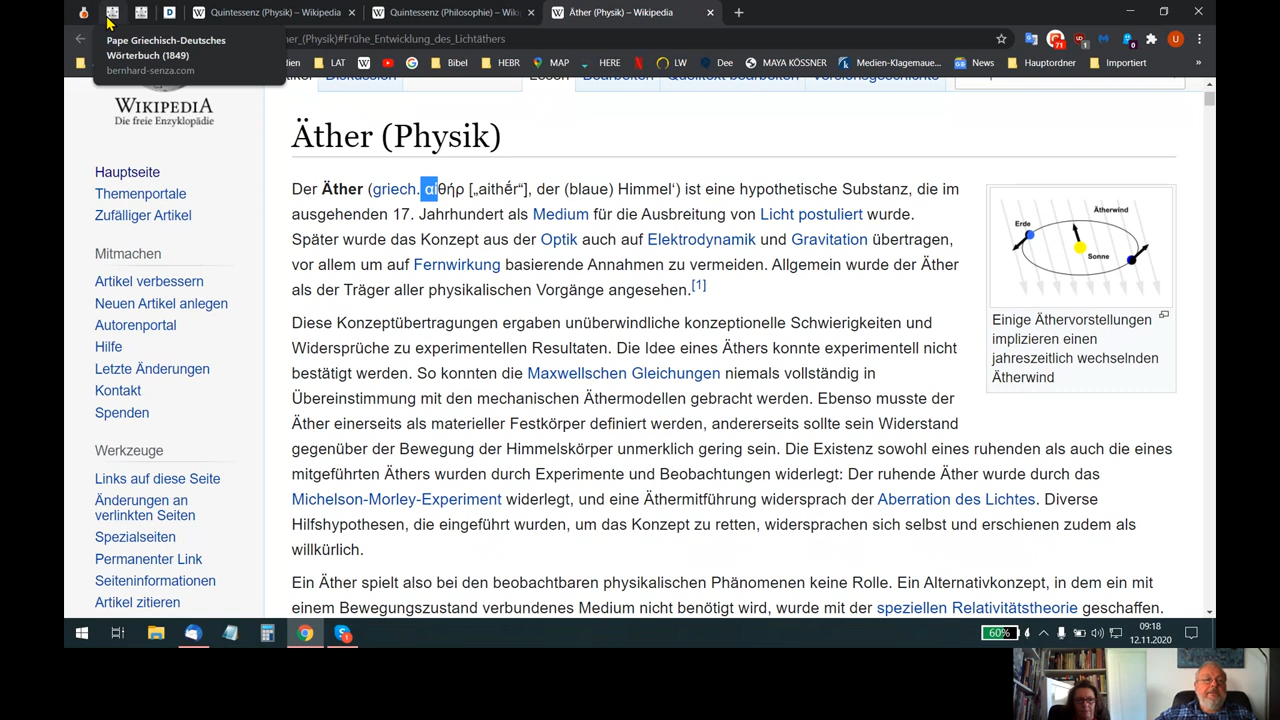 Quintessenz (Physik) – Wikipedia
Quintessenz (Philosophie) – Wiki
Äther (Physik) – Wikipedia
Pape Griechisch-Deutsches
Wörterbuch (1849)
bernhard-senza.com
er_(Physik)#Frühe_Entwicklung_des_Lichtäthers
71
1
0
U
LAT
Bibel
HEBR
MAP
HERE
LW
Dee
MAYA KÖSSNER
Medien-Klagemaue...
News
Hauptordner
Importiert
»
Diskussion
Lesen
Bearbeiten
Quelltext bearbeiten
Versionsgeschichte
WIKIPEDIA
Die freie Enzyklopädie
Hauptseite
Themenportale
Zufälliger Artikel
Mitmachen
Artikel verbessern
Neuen Artikel anlegen
Autorenportal
Hilfe
Letzte Änderungen
Kontakt
Spenden
Werkzeuge
Links auf diese Seite
Änderungen an
verlinkten Seiten
Spezialseiten
Permanenter Link
Seiteninformationen
Artikel zitieren
Äther (Physik)
Der Äther (griech. αἰθήρ [„aithḗr“], der (blaue) Himmel‘) ist eine hypothetische Substanz, die im
ausgehenden 17. Jahrhundert als Medium für die Ausbreitung von Licht postuliert wurde.
Später wurde das Konzept aus der Optik auch auf Elektrodynamik und Gravitation übertragen,
vor allem um auf Fernwirkung basierende Annahmen zu vermeiden. Allgemein wurde der Äther
als der Träger aller physikalischen Vorgänge angesehen.[1]
Diese Konzeptübertragungen ergaben unüberwindliche konzeptionelle Schwierigkeiten und
Widersprüche zu experimentellen Resultaten. Die Idee eines Äthers konnte experimentell nicht
bestätigt werden. So konnten die Maxwellschen Gleichungen niemals vollständig in
Übereinstimmung mit den mechanischen Äthermodellen gebracht werden. Ebenso musste der
Äther einerseits als materieller Festkörper definiert werden, andererseits sollte sein Widerstand
gegenüber der Bewegung der Himmelskörper unmerklich gering sein. Die Existenz sowohl eines ruhenden als auch die eines
mitgeführten Äthers wurden durch Experimente und Beobachtungen widerlegt: Der ruhende Äther wurde durch das
Michelson-Morley-Experiment widerlegt, und eine Äthermitführung widersprach der Aberration des Lichtes. Diverse
Hilfshypothesen, die eingeführt wurden, um das Konzept zu retten, widersprachen sich selbst und erschienen zudem als
willkürlich.
Ein Äther spielt also bei den beobachtbaren physikalischen Phänomenen keine Rolle. Ein Alternativkonzept, in dem ein mit
einem Bewegungszustand verbundenes Medium nicht benötigt wird, wurde mit der speziellen Relativitätstheorie geschaffen.
Ätherwind
Erde
Sonne
Einige Äthervorstellungen
implizieren einen
jahreszeitlich wechselnden
Ätherwind
60%
09:18
12.11.2020